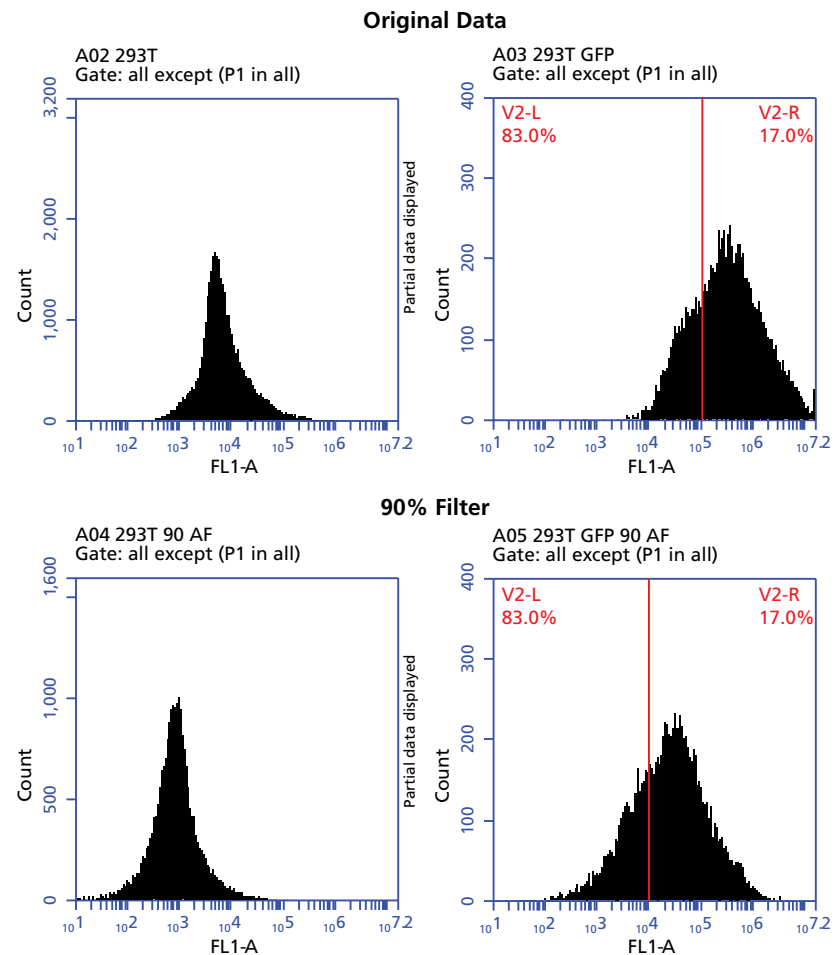 Original Data
A02 293T
Gate: all except (P1 in all)
3,200
2,000
1,000
0
Count
10^1 10^2 10^3 10^4 10^5 10^6 10^7.2
FL1-A
Partial data displayed
A03 293T GFP
Gate: all except (P1 in all)
V2-L
83.0%
V2-R
17.0%
400
300
200
100
0
Count
10^1 10^2 10^3 10^4 10^5 10^6 10^7.2
FL1-A
90% Filter
A04 293T 90 AF
Gate: all except (P1 in all)
1,600
1,000
500
0
Count
10^1 10^2 10^3 10^4 10^5 10^6 10^7.2
FL1-A
Partial data displayed
A05 293T GFP 90 AF
Gate: all except (P1 in all)
V2-L
83.0%
V2-R
17.0%
400
300
200
100
0
Count
10^1 10^2 10^3 10^4 10^5 10^6 10^7.2
FL1-A